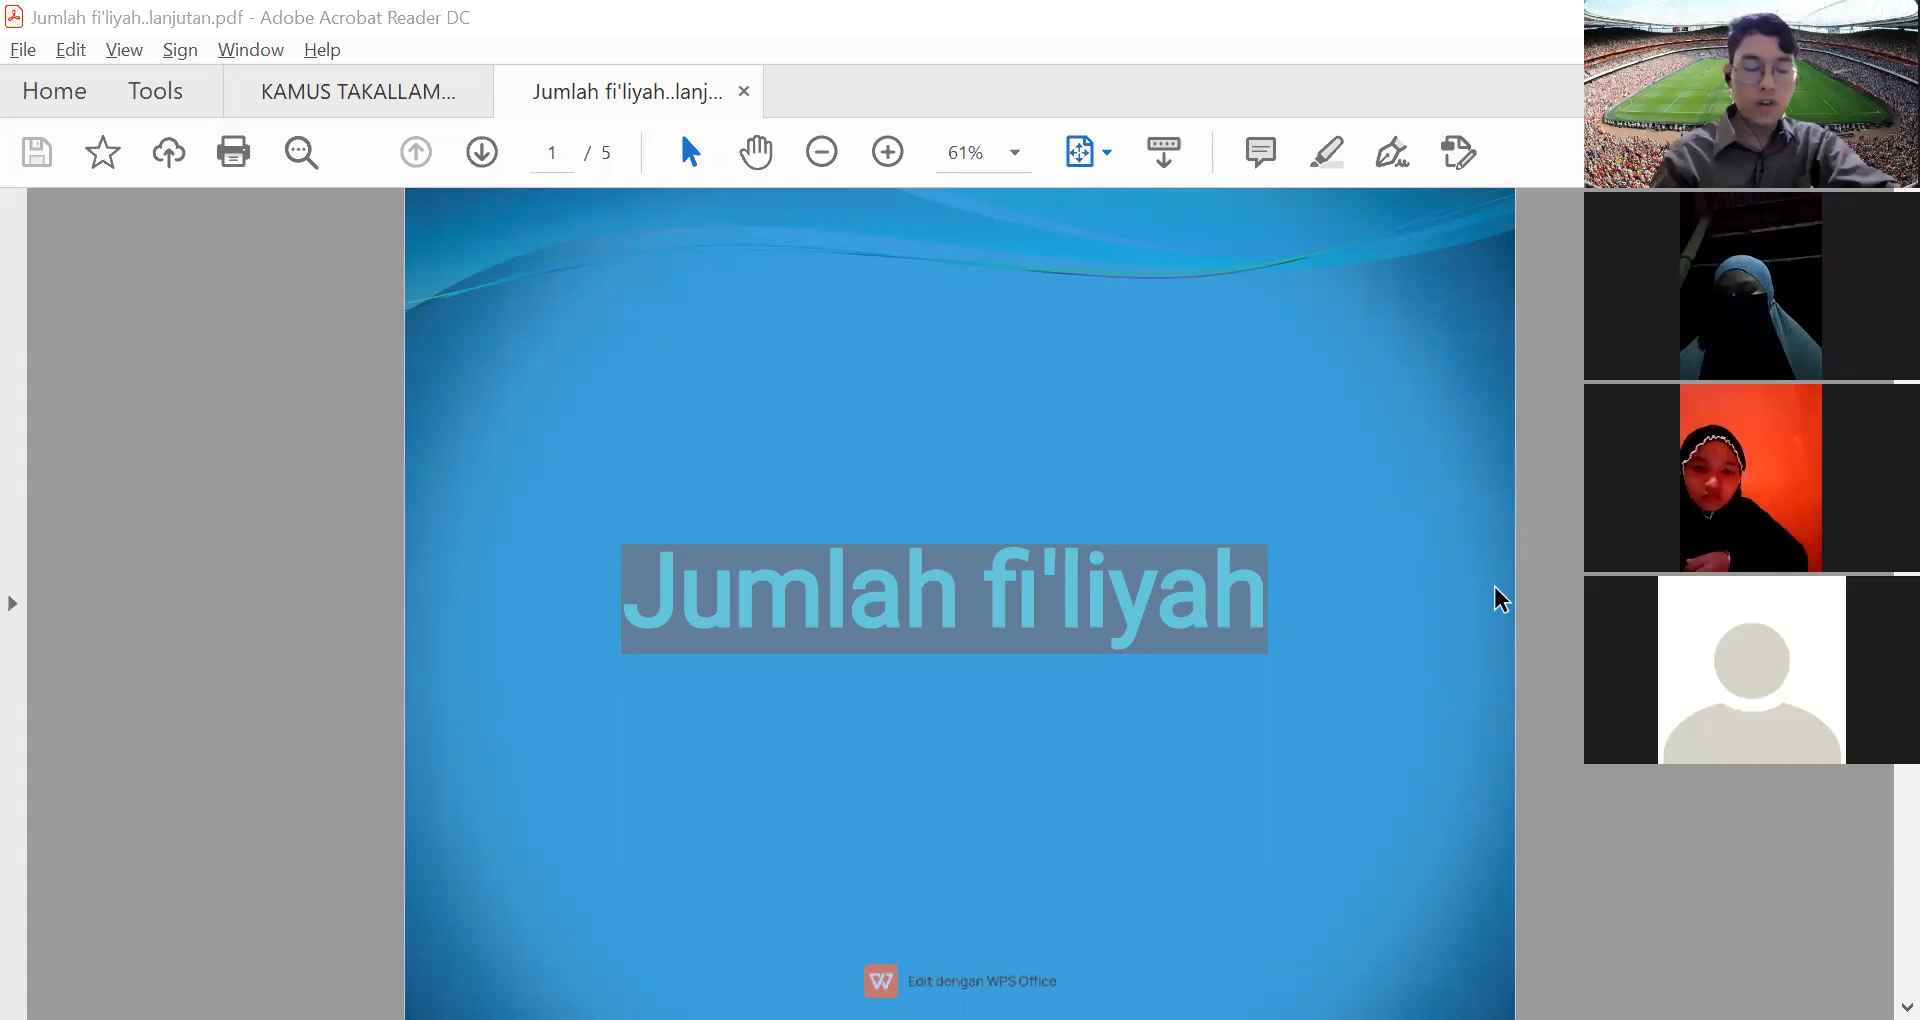 Jumlah fi'liyah..lanjutan.pdf - Adobe Acrobat Reader DC
File Edit View Sign Window Help
Home Tools KAMUS TAKALLAM... Jumlah fi'liyah..lanj...
1 / 5 61%
Jumlah fi'liyah
W Edit dengan WPS Office